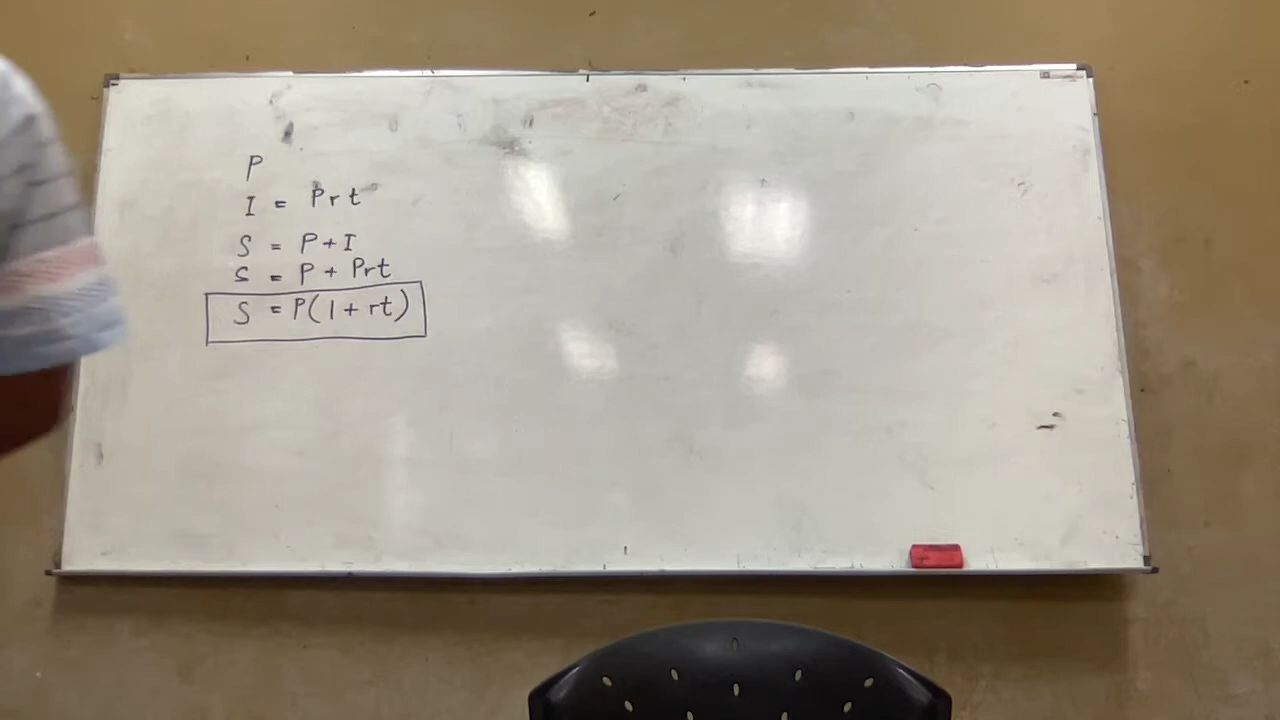 P
I = Prt
S = P + I
S = P + Prt
S = P(1 + rt)